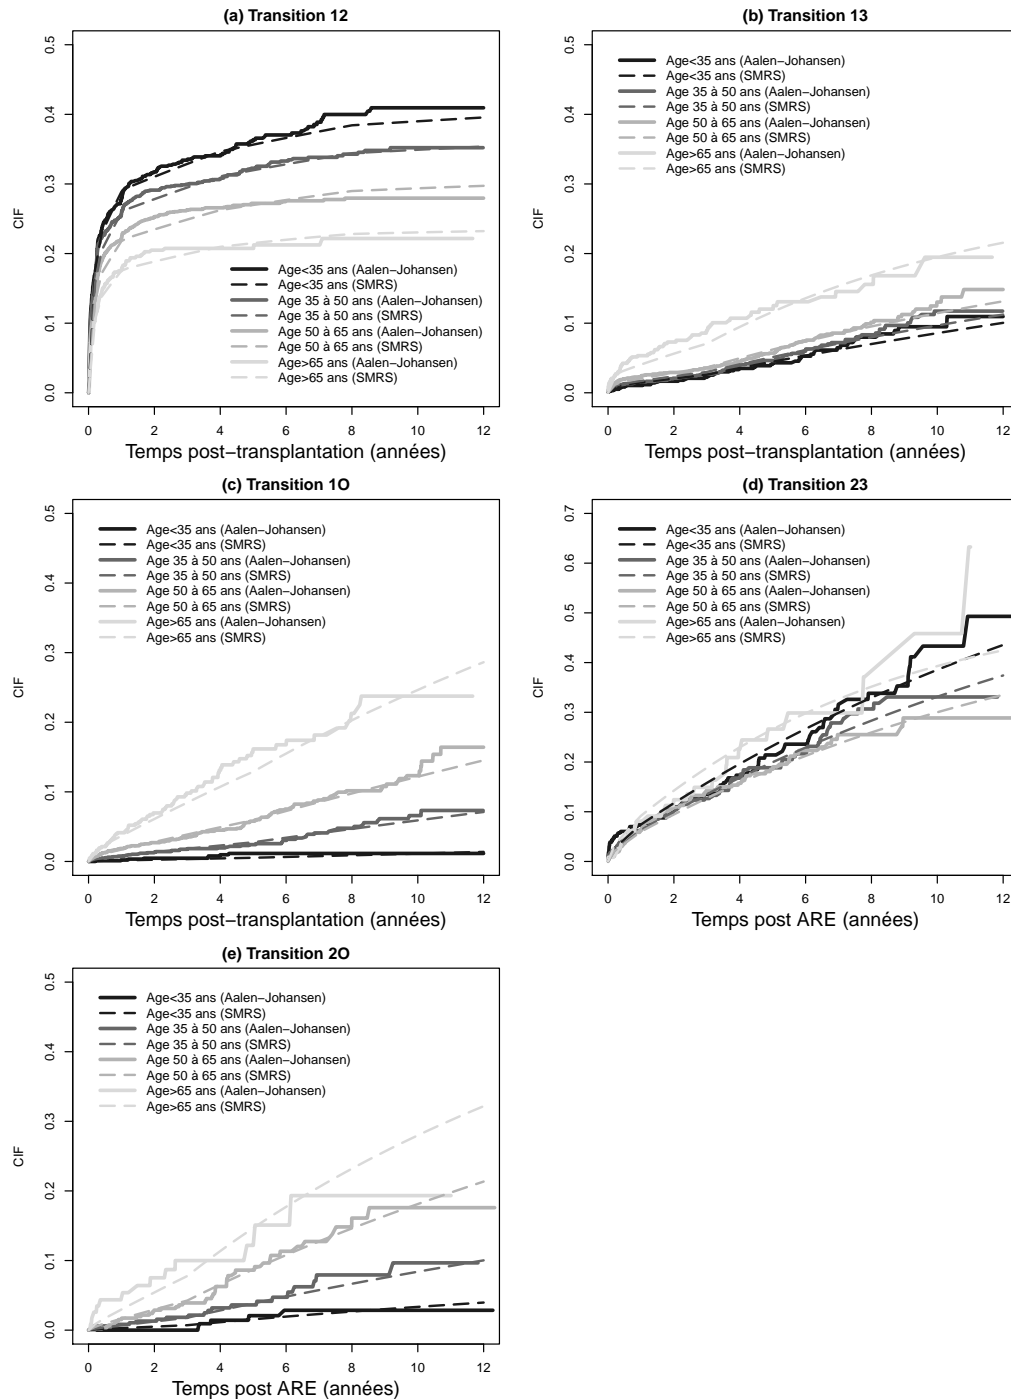 (a) Transition 12
CIF
0.5
0.4
0.3
0.2
0.1
0.0
Age<35 ans (Aalen−Johansen)
Age<35 ans (SMRS)
Age 35 à 50 ans (Aalen−Johansen)
Age 35 à 50 ans (SMRS)
Age 50 à 65 ans (Aalen−Johansen)
Age 50 à 65 ans (SMRS)
Age>65 ans (Aalen−Johansen)
Age>65 ans (SMRS)
0 2 4 6 8 10 12
Temps post−transplantation (années)
(b) Transition 13
CIF
0.5
0.4
0.3
0.2
0.1
0.0
Age<35 ans (Aalen−Johansen)
Age<35 ans (SMRS)
Age 35 à 50 ans (Aalen−Johansen)
Age 35 à 50 ans (SMRS)
Age 50 à 65 ans (Aalen−Johansen)
Age 50 à 65 ans (SMRS)
Age>65 ans (Aalen−Johansen)
Age>65 ans (SMRS)
0 2 4 6 8 10 12
Temps post−transplantation (années)
(c) Transition 1O
CIF
0.5
0.4
0.3
0.2
0.1
0.0
Age<35 ans (Aalen−Johansen)
Age<35 ans (SMRS)
Age 35 à 50 ans (Aalen−Johansen)
Age 35 à 50 ans (SMRS)
Age 50 à 65 ans (Aalen−Johansen)
Age 50 à 65 ans (SMRS)
Age>65 ans (Aalen−Johansen)
Age>65 ans (SMRS)
0 2 4 6 8 10 12
Temps post−transplantation (années)
(d) Transition 23
CIF
0.7
0.6
0.5
0.4
0.3
0.2
0.1
0.0
Age<35 ans (Aalen−Johansen)
Age<35 ans (SMRS)
Age 35 à 50 ans (Aalen−Johansen)
Age 35 à 50 ans (SMRS)
Age 50 à 65 ans (Aalen−Johansen)
Age 50 à 65 ans (SMRS)
Age>65 ans (Aalen−Johansen)
Age>65 ans (SMRS)
0 2 4 6 8 10 12
Temps post ARE (années)
(e) Transition 2O
CIF
0.5
0.4
0.3
0.2
0.1
0.0
Age<35 ans (Aalen−Johansen)
Age<35 ans (SMRS)
Age 35 à 50 ans (Aalen−Johansen)
Age 35 à 50 ans (SMRS)
Age 50 à 65 ans (Aalen−Johansen)
Age 50 à 65 ans (SMRS)
Age>65 ans (Aalen−Johansen)
Age>65 ans (SMRS)
0 2 4 6 8 10 12
Temps post ARE (années)